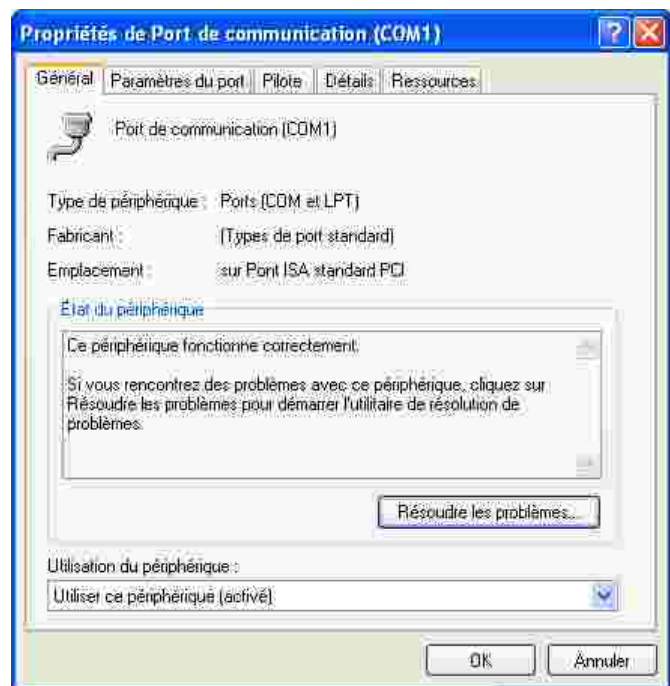 Propriétés de Port de communication (COM1)
Général Paramètres du port Pilote Détails Ressources
Port de communication (COM1)
Type de périphérique : Ports (COM et LPT)
Fabricant : (Types de port standard)
Emplacement : sur Pont ISA standard PCI
État du périphérique
Ce périphérique fonctionne correctement.
Si vous rencontrez des problèmes avec ce périphérique, cliquez sur
Résoudre les problèmes pour démarrer l'utilitaire de résolution de
problèmes.
Résoudre les problèmes...
Utilisation du périphérique :
Utiliser ce périphérique (activé)
OK Annuler